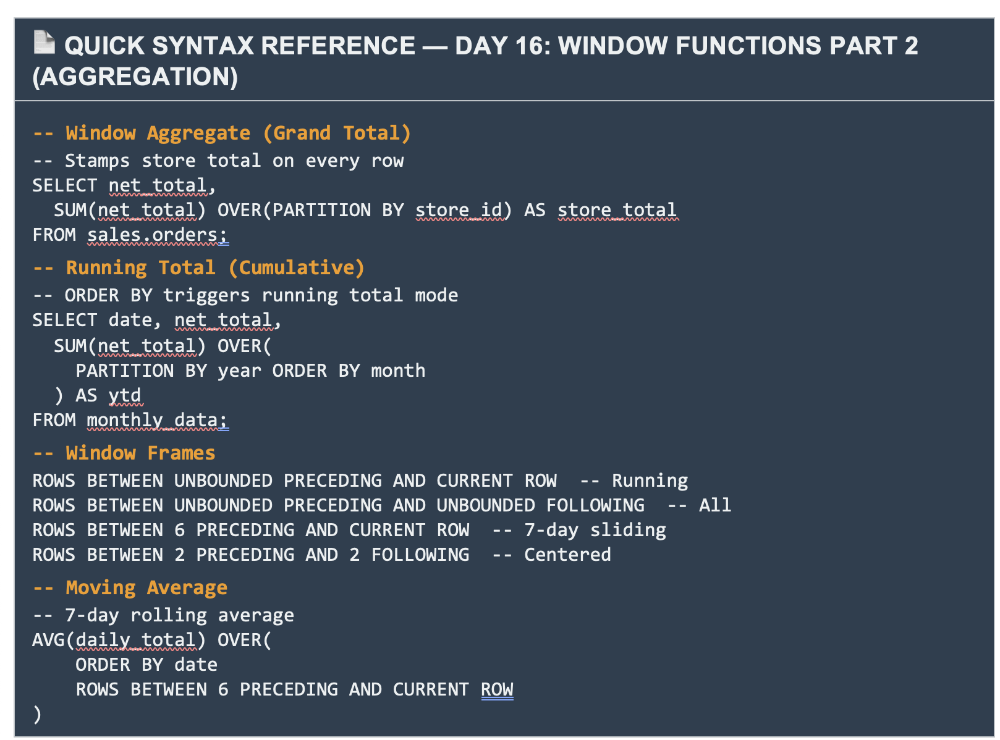 QUICK SYNTAX REFERENCE — DAY 16: WINDOW FUNCTIONS PART 2
(AGGREGATION)
-- Window Aggregate (Grand Total)
-- Stamps store total on every row
SELECT net_total,
  SUM(net_total) OVER(PARTITION BY store_id) AS store_total
FROM sales.orders;
-- Running Total (Cumulative)
-- ORDER BY triggers running total mode
SELECT date, net_total,
  SUM(net_total) OVER(
    PARTITION BY year ORDER BY month
  ) AS ytd
FROM monthly_data;
-- Window Frames
ROWS BETWEEN UNBOUNDED PRECEDING AND CURRENT ROW  -- Running
ROWS BETWEEN UNBOUNDED PRECEDING AND UNBOUNDED FOLLOWING  -- All
ROWS BETWEEN 6 PRECEDING AND CURRENT ROW  -- 7-day sliding
ROWS BETWEEN 2 PRECEDING AND 2 FOLLOWING  -- Centered
-- Moving Average
-- 7-day rolling average
AVG(daily_total) OVER(
    ORDER BY date
    ROWS BETWEEN 6 PRECEDING AND CURRENT ROW
)